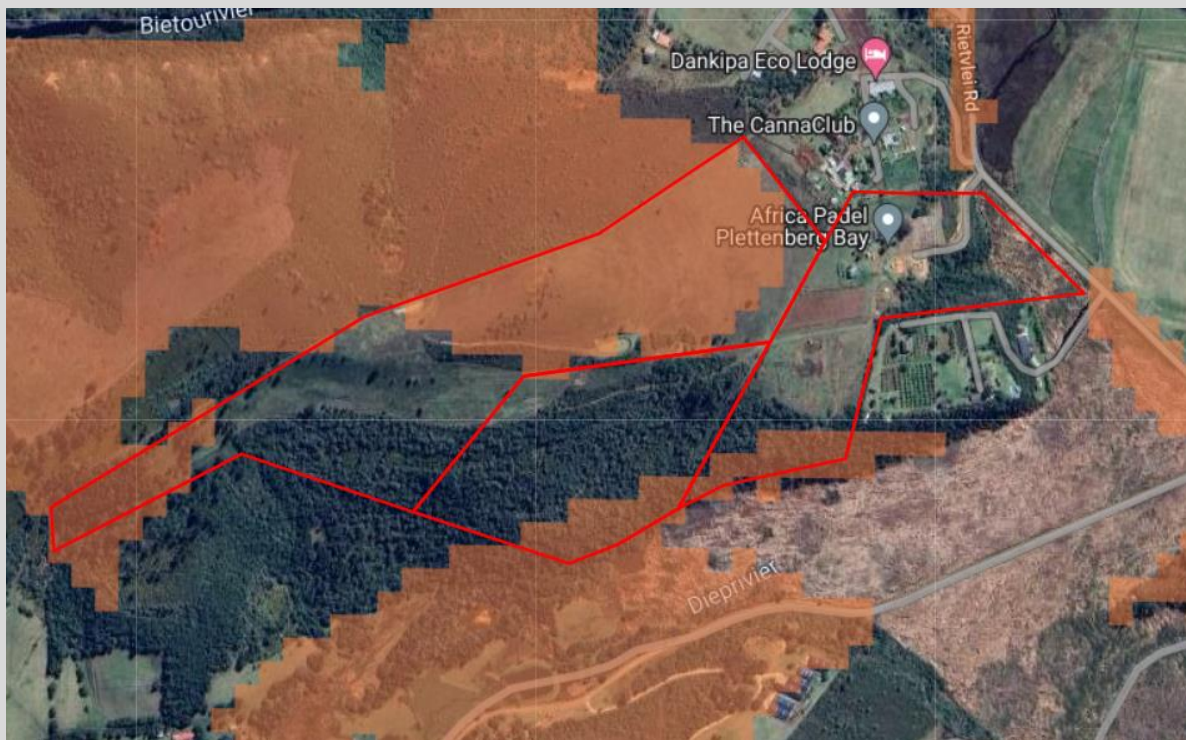 Bietourivier
Dankipa Eco Lodge
Rietvlei Rd
The CannaClub
Africa Padel
Plettenberg Bay
Dieprivier